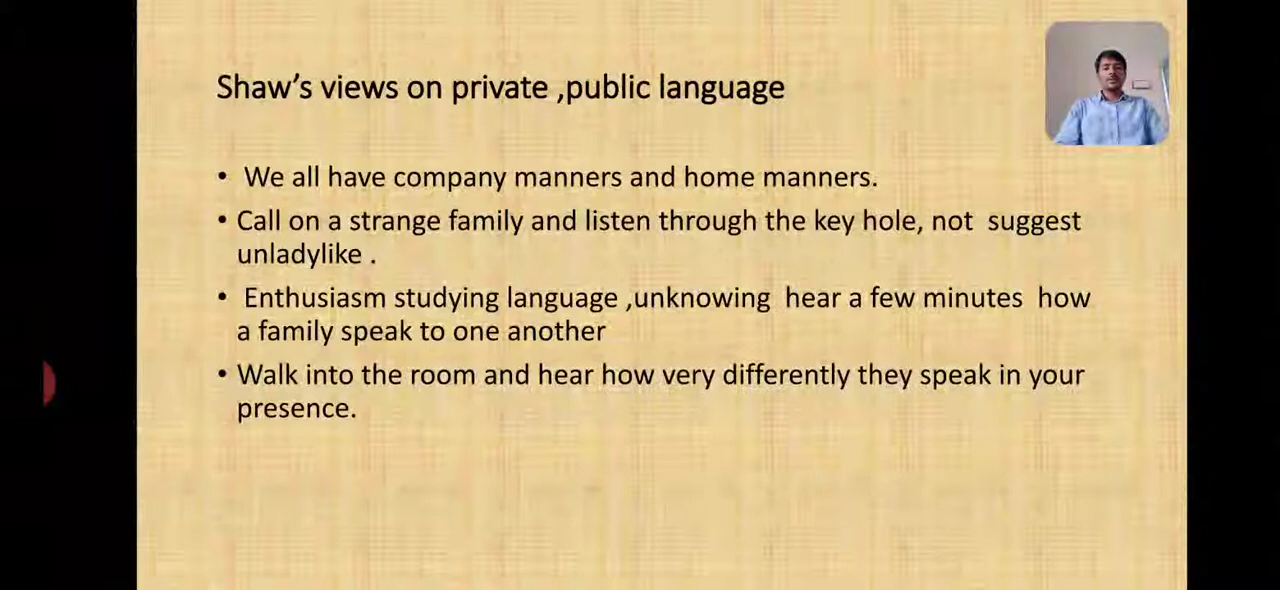 Shaw's views on private ,public language
• We all have company manners and home manners.
• Call on a strange family and listen through the key hole, not suggest
unladylike .
• Enthusiasm studying language ,unknowing hear a few minutes how
a family speak to one another
• Walk into the room and hear how very differently they speak in your
presence.